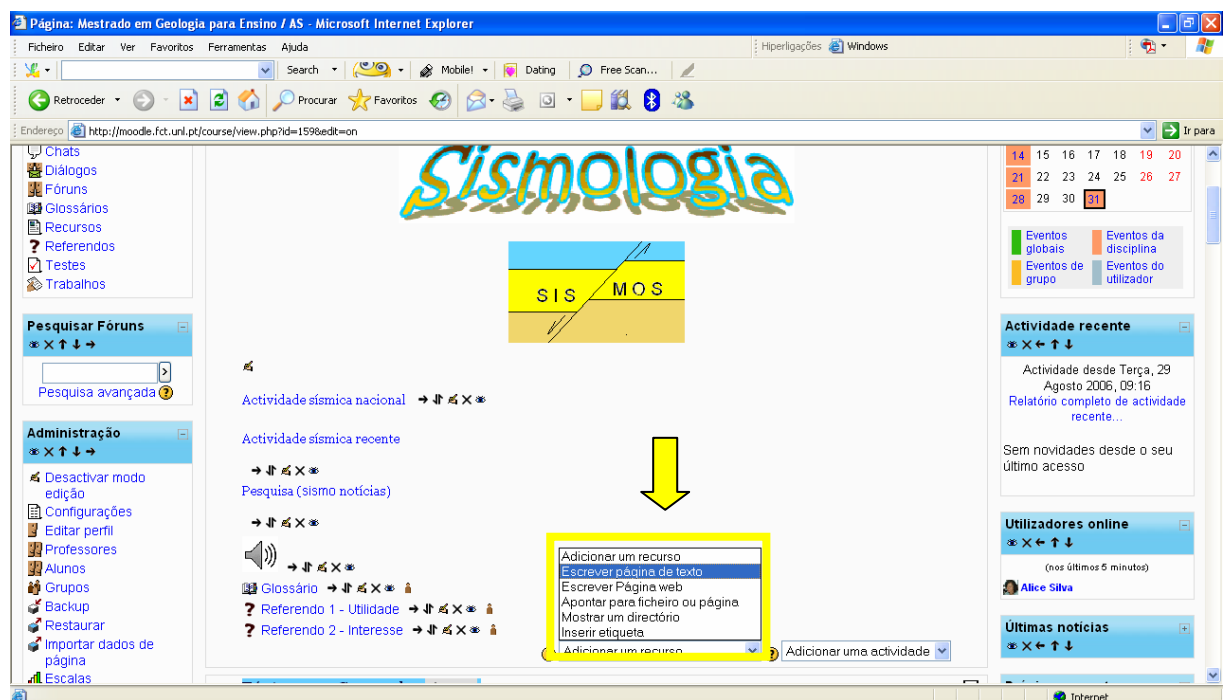 Página: Mestrado em Geologia para Ensino / AS - Microsoft Internet Explorer
Ficheiro Editar Ver Favoritos Ferramentas Ajuda Hiperligações Windows
Search Mobile! Dating Free Scan...
Retroceder Procurar Favoritos
Endereço http://moodle.fct.unl.pt/course/view.php?id=159&edit=on Ir para
Chats
Diálogos
Fóruns
Glossários
Recursos
? Referendos
Testes
Trabalhos
Pesquisar Fóruns
Pesquisa avançada
Administração
Desactivar modo
edição
Configurações
Editar perfil
Professores
Alunos
Grupos
Backup
Restaurar
Importar dados de
página
Escalas
Sismologia
SIS MOS
Actividade sísmica nacional
Actividade sísmica recente
Pesquisa (sismo notícias)
Glossário
? Referendo 1 - Utilidade
? Referendo 2 - Interesse
Adicionar um recurso
Escrever página de texto
Escrever Página web
Apontar para ficheiro ou página
Mostrar um directório
Inserir etiqueta
Adicionar um recurso
Adicionar uma actividade
14 15 16 17 18 19 20
21 22 23 24 25 26 27
28 29 30 31
Eventos
globais
Eventos da
disciplina
Eventos de
grupo
Eventos do
utilizador
Actividade recente
Actividade desde Terça, 29
Agosto 2006, 09:16
Relatório completo de actividade
recente...
Sem novidades desde o seu
último acesso
Utilizadores online
(nos últimos 5 minutos)
Alice Silva
Últimas notícias
Internet